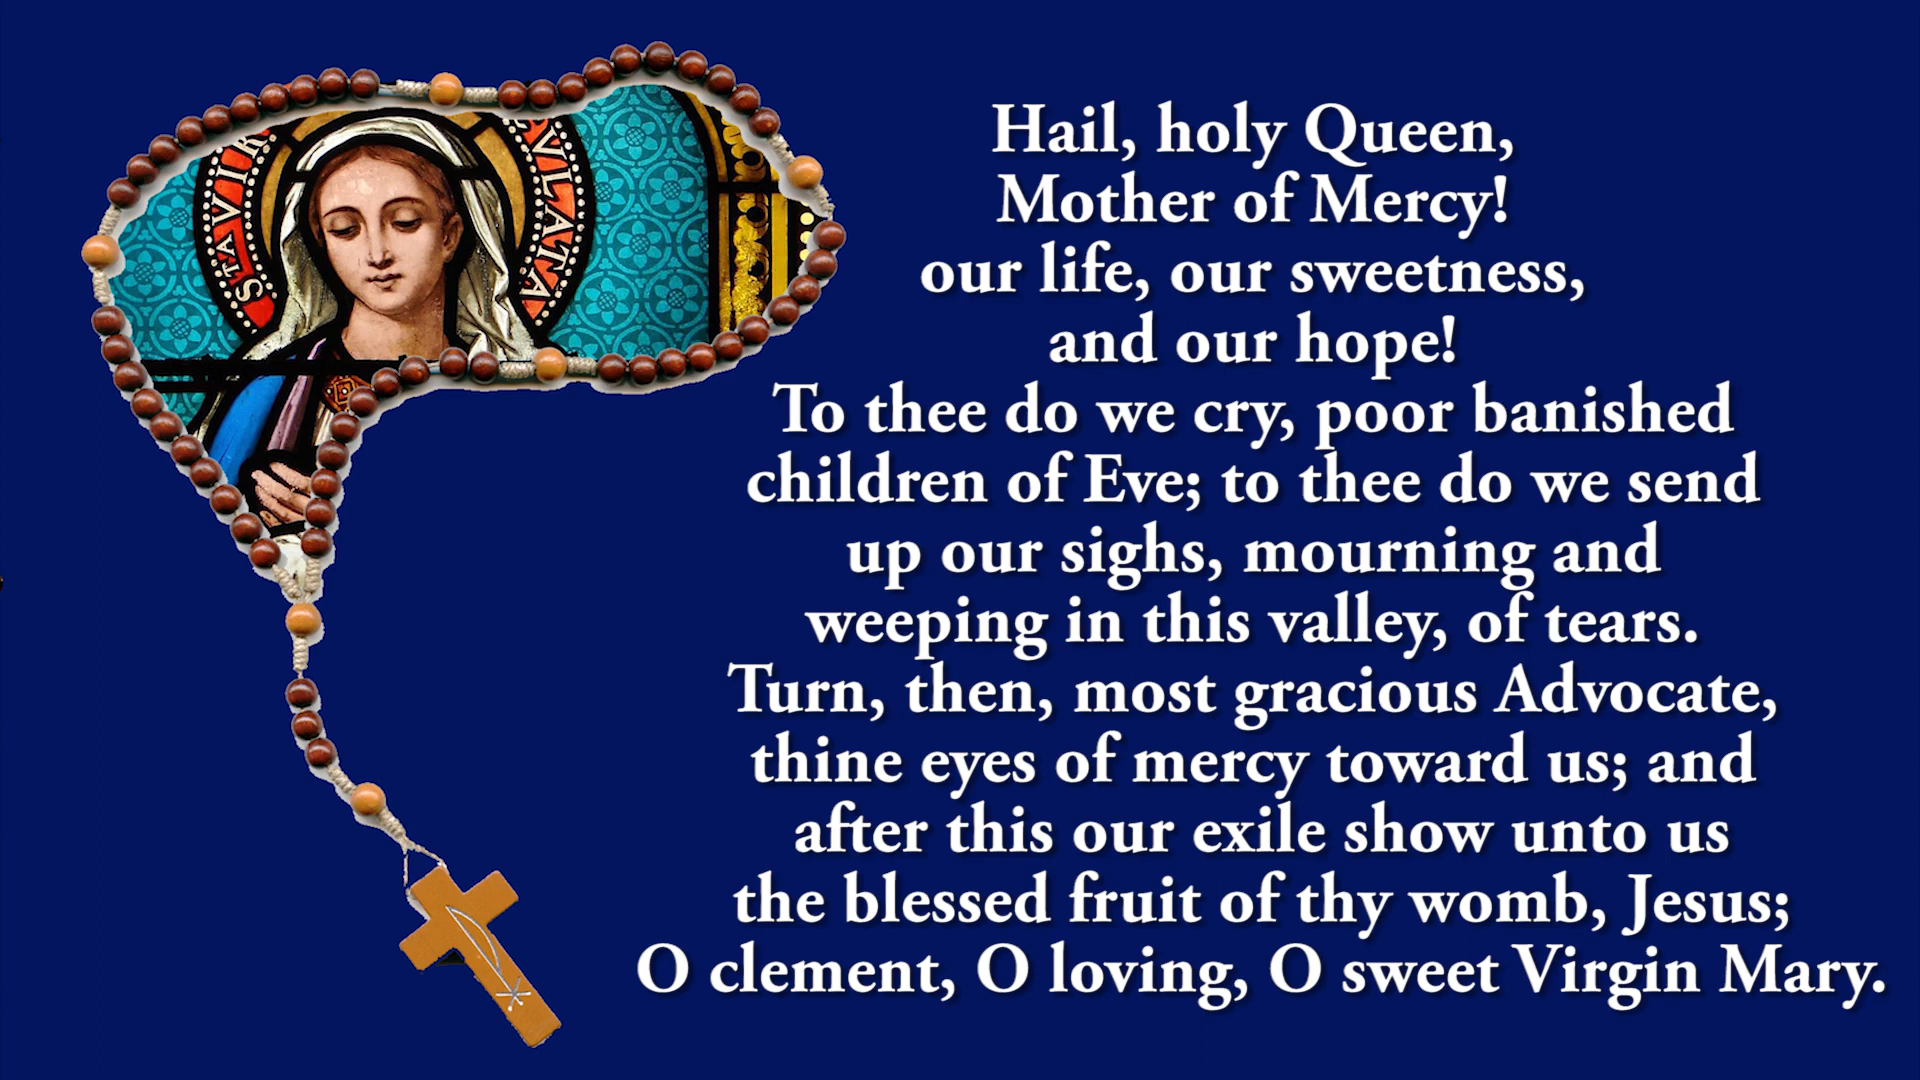 STA VIR
ULATA
Hail, holy Queen,
Mother of Mercy!
our life, our sweetness,
and our hope!
To thee do we cry, poor banished
children of Eve; to thee do we send
up our sighs, mourning and
weeping in this valley, of tears.
Turn, then, most gracious Advocate,
thine eyes of mercy toward us; and
after this our exile show unto us
the blessed fruit of thy womb, Jesus;
O clement, O loving, O sweet Virgin Mary.